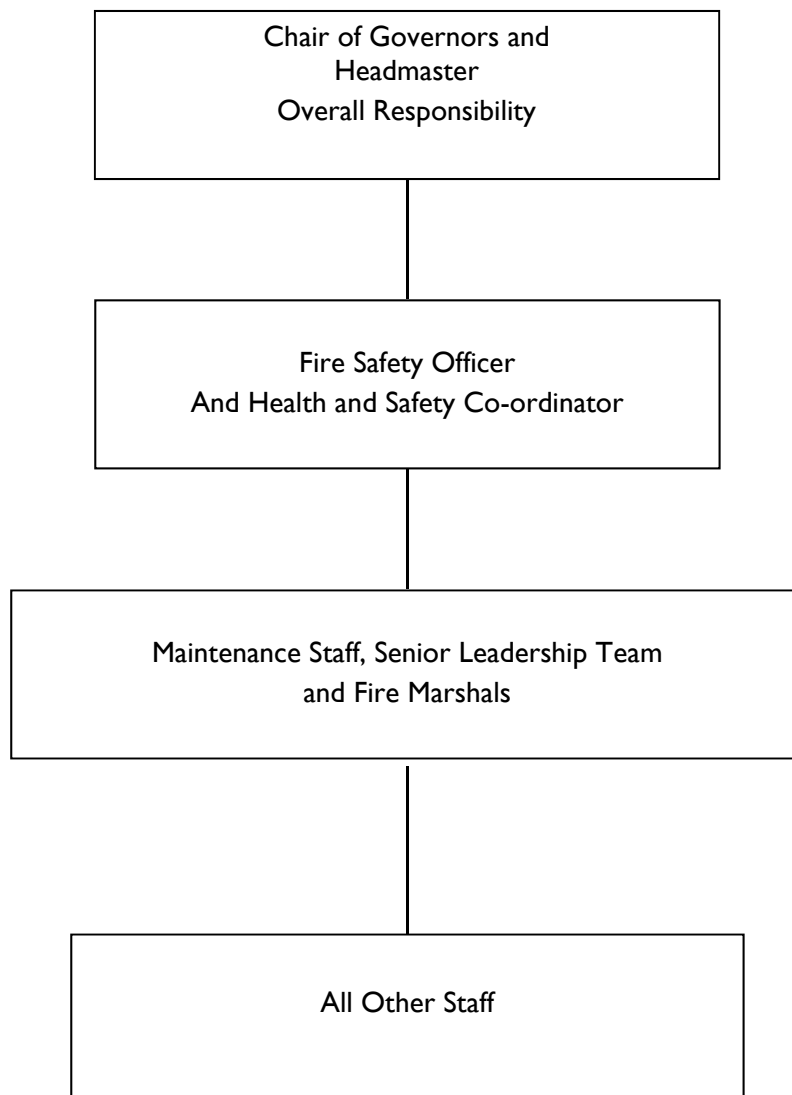 Chair of Governors and
Headmaster
Overall Responsibility
Fire Safety Officer
And Health and Safety Co-ordinator
Maintenance Staff, Senior Leadership Team
and Fire Marshals
All Other Staff